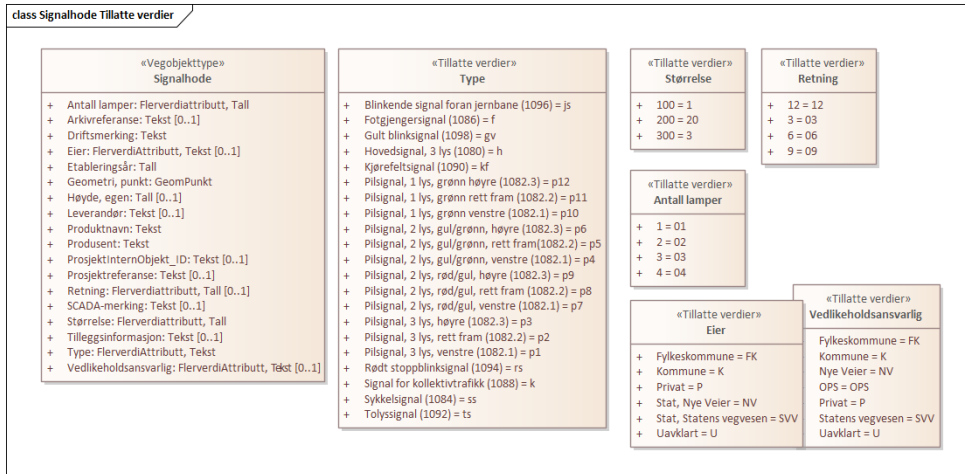 class Signalhode Tillatte verdier
«Vegobjekttype»
Signalhode
+ Antall lamper: Flerverdiattributt, Tall
+ Arkivreferanse: Tekst [0..1]
+ Driftsmerking: Tekst
+ Eier: FlerverdiAttributt, Tekst [0..1]
+ Etableringsår: Tall
+ Geometri, punkt: GeomPunkt
+ Høyde, egen: Tall [0..1]
+ Leverandør: Tekst [0..1]
+ Produktnavn: Tekst
+ Produsent: Tekst
+ ProsjektInternObjekt_ID: Tekst [0..1]
+ Prosjektreferanse: Tekst [0..1]
+ Retning: Flerverdiattributt, Tall [0..1]
+ SCADA-merking: Tekst [0..1]
+ Størrelse: Flerverdiattributt, Tall
+ Tilleggsinformasjon: Tekst [0..1]
+ Type: FlerverdiAttributt, Tekst
+ Vedlikeholdsansvarlig: FlerverdiAttributt, Tekst [0..1]
«Tillatte verdier»
Type
+ Blinkende signal foran jernbane (1096) = js
+ Fotgjengersignal (1086) = f
+ Gult blinksignal (1098) = gv
+ Hovedsignal, 3 lys (1080) = h
+ Kjørefeltsignal (1090) = kf
+ Pilsignal, 1 lys, grønn høyre (1082.3) = p12
+ Pilsignal, 1 lys, grønn rett fram (1082.2) = p11
+ Pilsignal, 1 lys, grønn venstre (1082.1) = p10
+ Pilsignal, 2 lys, gul/grønn, høyre (1082.3) = p6
+ Pilsignal, 2 lys, gul/grønn, rett fram(1082.2) = p5
+ Pilsignal, 2 lys, gul/grønn, venstre (1082.1) = p4
+ Pilsignal, 2 lys, rød/gul, høyre (1082.3) = p9
+ Pilsignal, 2 lys, rød/gul, rett fram (1082.2) = p8
+ Pilsignal, 2 lys, rød/gul, venstre (1082.1) = p7
+ Pilsignal, 3 lys, høyre (1082.3) = p3
+ Pilsignal, 3 lys, rett fram (1082.2) = p2
+ Pilsignal, 3 lys, venstre (1082.1) = p1
+ Rødt stoppblinksignal (1094) = rs
+ Signal for kollektivtrafikk (1088) = k
+ Sykkelsignal (1084) = ss
+ Tolyssignal (1092) = ts
«Tillatte verdier»
Størrelse
+ 100 = 1
+ 200 = 20
+ 300 = 3
«Tillatte verdier»
Retning
+ 12 = 12
+ 3 = 03
+ 6 = 06
+ 9 = 09
«Tillatte verdier»
Antall lamper
+ 1 = 01
+ 2 = 02
+ 3 = 03
+ 4 = 04
«Tillatte verdier»
Eier
+ Fylkeskommune = FK
+ Kommune = K
+ Privat = P
+ Stat, Nye Veier = NV
+ Stat, Statens vegvesen = SVV
+ Uavklart = U
«Tillatte verdier»
Vedlikeholdsansvarlig
Fylkeskommune = FK
Kommune = K
Nye Veier = NV
OPS = OPS
Privat = P
Statens vegvesen = SVV
Uavklart = U